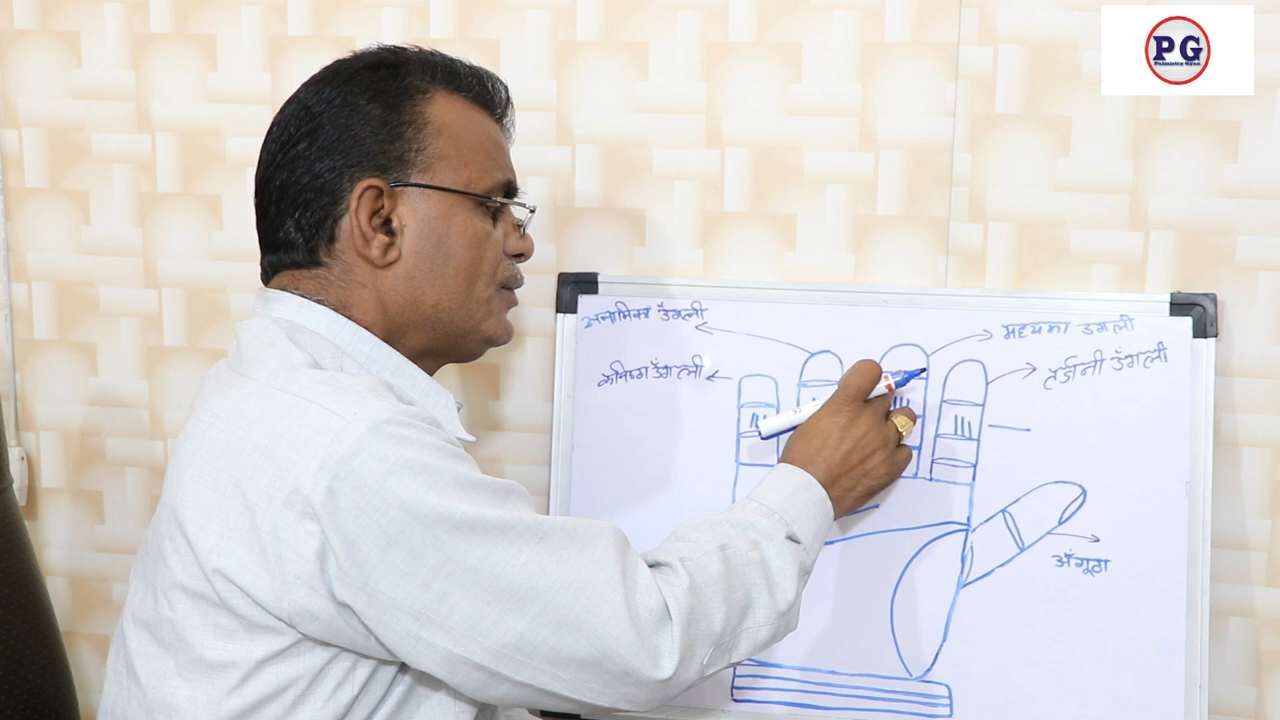 PG
Palmistry Gyan
अनामिका उँगली
मध्यमा उंगली
कनिष्ठा उँगली
तर्जनी उँगली
अँगूठा